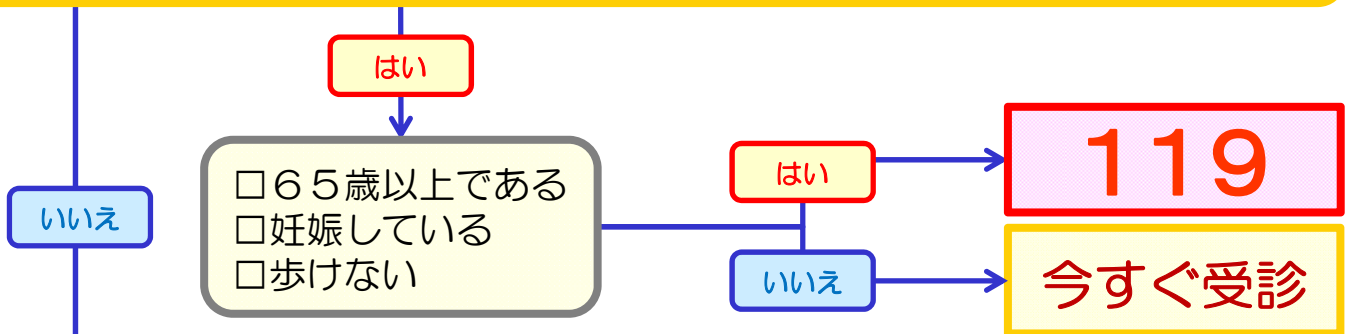 はい
□65歳以上である
□妊娠している
□歩けない
はい
119
いいえ
いいえ
今すぐ受診